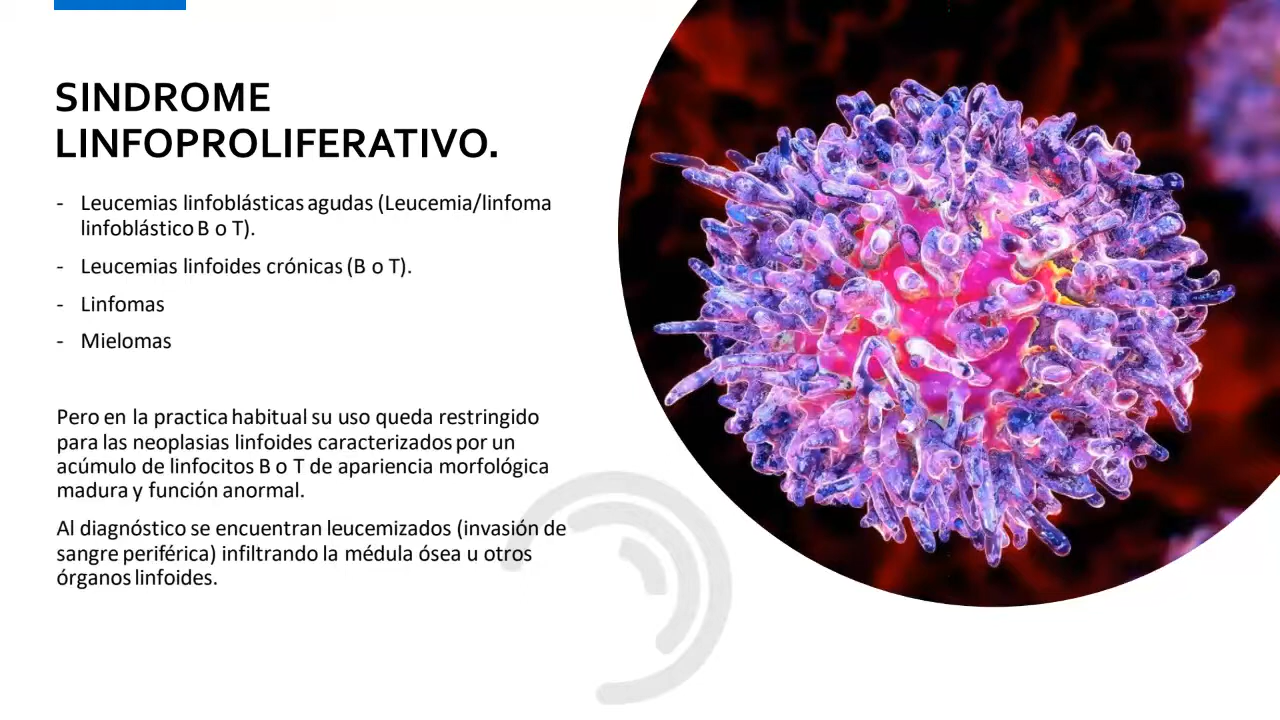 SINDROME
LINFOPROLIFERATIVO.
- Leucemias linfoblásticas agudas (Leucemia/linfoma
linfoblástico B o T).
- Leucemias linfoides crónicas (B o T).
- Linfomas
- Mielomas
Pero en la practica habitual su uso queda restringido
para las neoplasias linfoides caracterizados por un
acúmulo de linfocitos B o T de apariencia morfológica
madura y función anormal.
Al diagnóstico se encuentran leucemizados (invasión de
sangre periférica) infiltrando la médula ósea u otros
órganos linfoides.